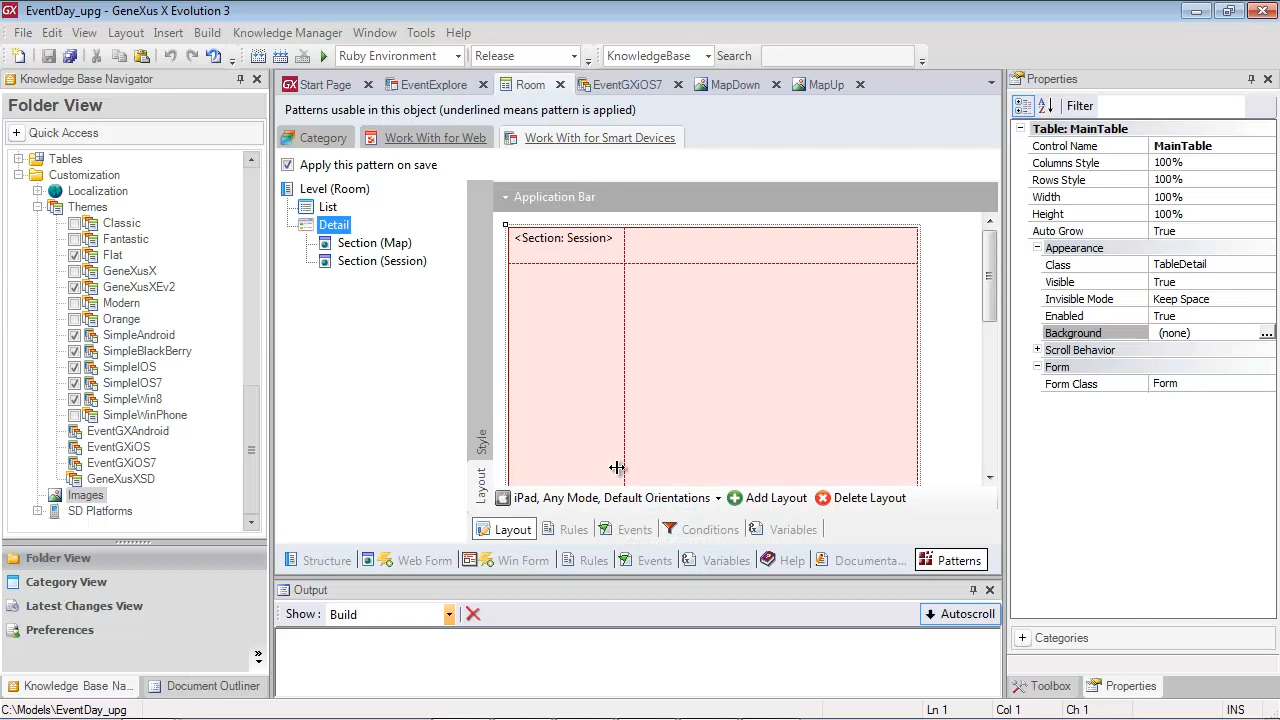 EventDay_upg - GeneXus X Evolution 3
File Edit View Layout Insert Build Knowledge Manager Window Tools Help
Ruby Environment Release KnowledgeBase Search
Knowledge Base Navigator
Start Page EventExplore Room EventGXiOS7 MapDown MapUp
Properties
Folder View
Pattern usable in this object (underlined means pattern is applied)
Filter
Quick Access
Category Work With for Web Work With for Smart Devices
Table: MainTable
Control Name MainTable
Tables
Columns Style 100%
Customization
Apply this pattern on save
Rows Style 100%
Localization
Level (Room)
Application Bar
Width 100%
Themes
List
Height 100%
Classic
Detail
Auto Grow True
Fantastic
Section (Map)
<Section: Session>
Appearance
Flat
Section (Session)
Class TableDetail
GeneXusX
Visible True
GeneXusXEv2
Invisible Mode Keep Space
Modern
Enabled True
Orange
Background (none) ...
SimpleAndroid
Scroll Behavior
SimpleBlackBerry
Form
SimpleIOS
Form Class Form
SimpleIOS7
SimpleWin8
SimpleWinPhone
EventGXAndroid
Style
EventGXiOS
EventGXiOS7
GeneXusXSD
Layout
Images
iPad, Any Mode, Default Orientations Add Layout Delete Layout
SD Platforms
Layout Rules Events Conditions Variables
Folder View
Structure Web Form Win Form Rules Events Variables Help Documenta... Patterns
Category View
Output
Latest Changes View
Show: Build Autoscroll
Preferences
Categories
Knowledge Base Na... Document Outliner
Toolbox Properties
C:\Models\EventDay_upg Ln 1 Col 1 Ch 1 INS